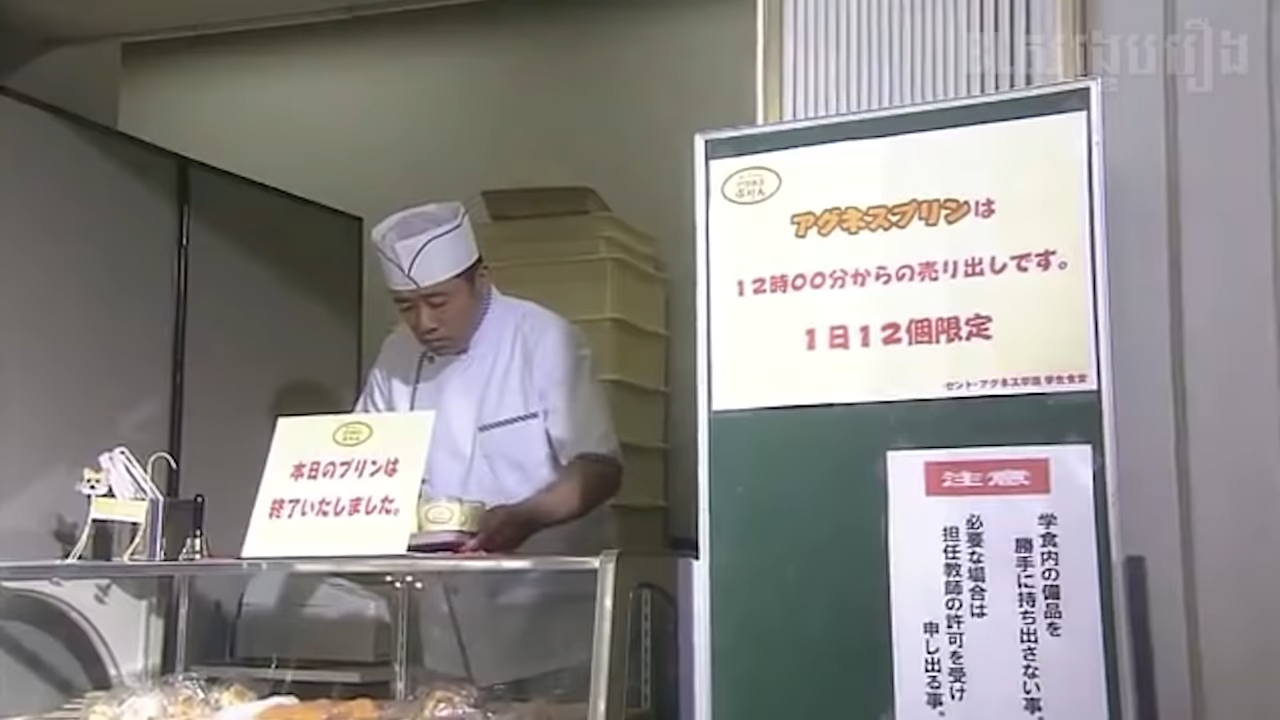 ぷりん
アグネスプリンは
12時00分からの売り出しです。
1日12個限定
セント・アグネス学園 学生食堂
本日のプリンは
終了いたしました。
注意
学食内の備品を
勝手に持ち出さない事。
必要な場合は
担任教師の許可を受け
申し出る事。